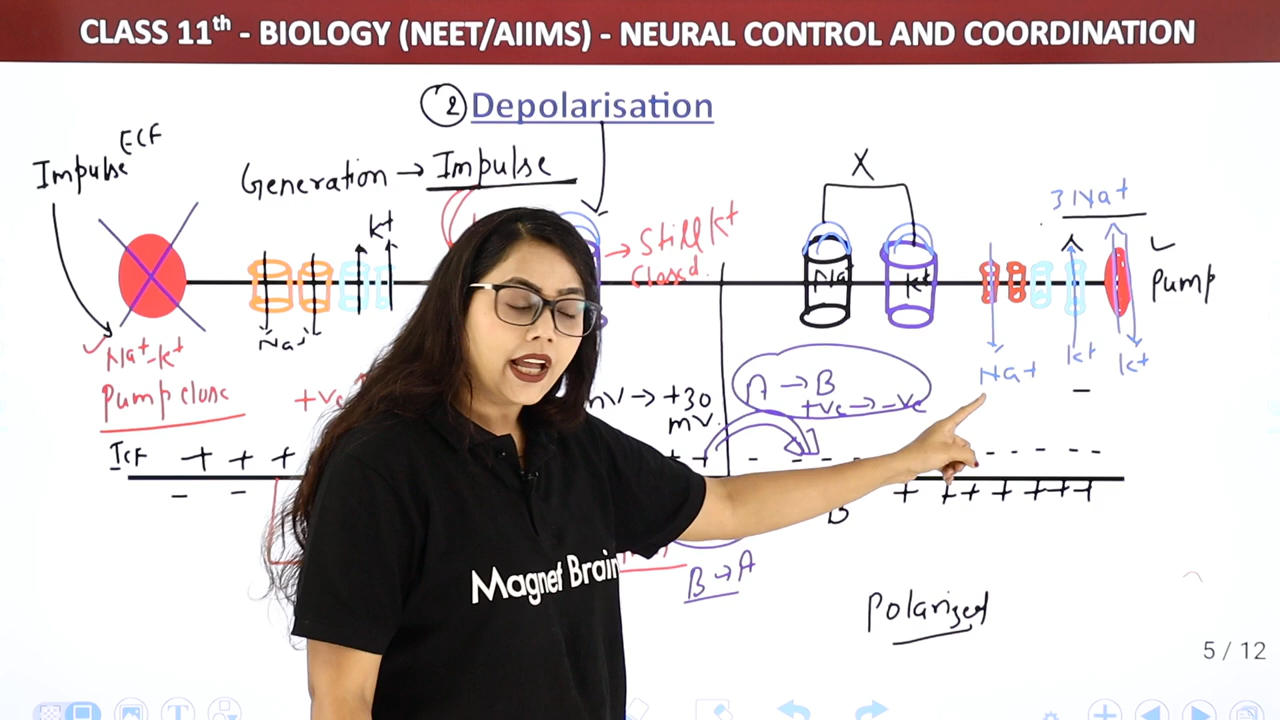 CLASS 11th - BIOLOGY (NEET/AIIMS) - NEURAL CONTROL AND COORDINATION
2 Depolarisation
ECF
Impulse
Generation → Impulse
K+
Na+
Na+-K+
Pump close
+ve
→ Still K+
Closed.
mV → +30
mV
X
Na+
K+
3Na+
Pump
Na+
K+
K+
A → B
+ve → -ve
ICF + + +
- -
+ +
- - - - - - - -
+ + + + + + +
B
B → A
Polarized
Magnet Brain
5 / 12